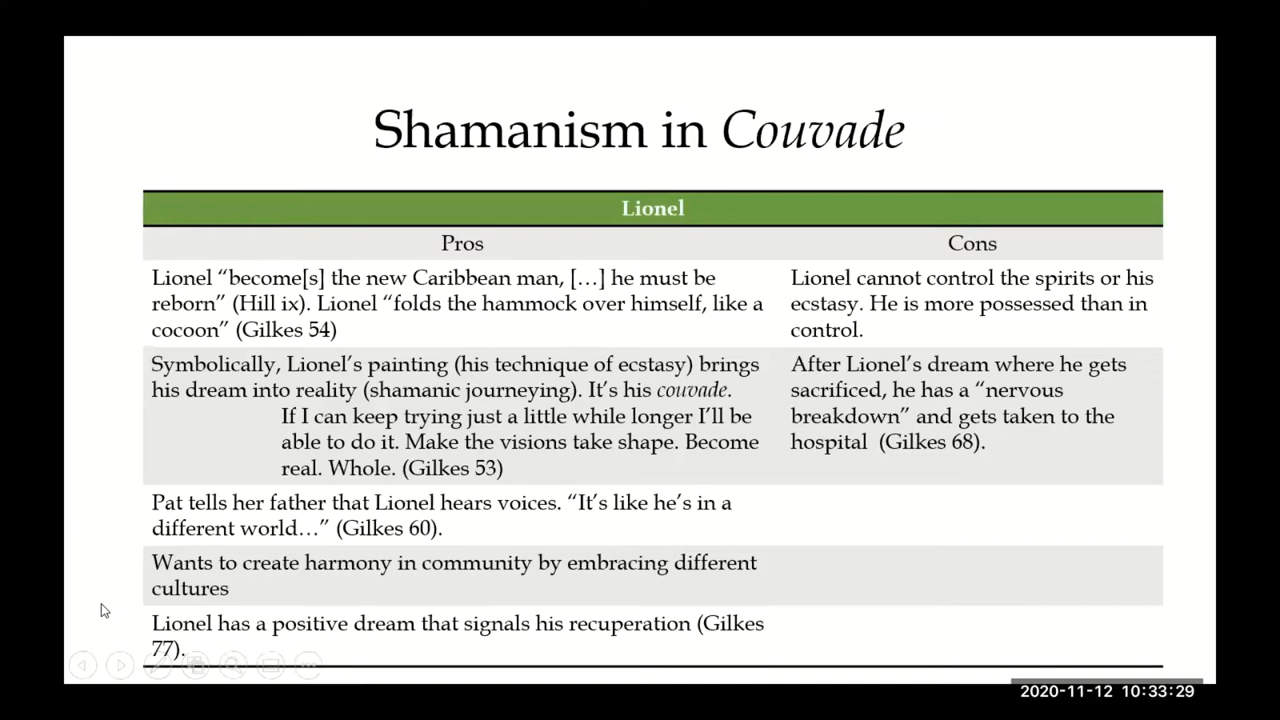 Shamanism in Couvade
Lionel
Pros
Cons
Lionel “become[s] the new Caribbean man, […] he must be
reborn” (Hill ix). Lionel “folds the hammock over himself, like a
cocoon” (Gilkes 54)
Lionel cannot control the spirits or his
ecstasy. He is more possessed than in
control.
Symbolically, Lionel’s painting (his technique of ecstasy) brings
his dream into reality (shamanic journeying). It’s his couvade.
If I can keep trying just a little while longer I’ll be
able to do it. Make the visions take shape. Become
real. Whole. (Gilkes 53)
After Lionel’s dream where he gets
sacrificed, he has a “nervous
breakdown” and gets taken to the
hospital (Gilkes 68).
Pat tells her father that Lionel hears voices. “It’s like he’s in a
different world…” (Gilkes 60).
Wants to create harmony in community by embracing different
cultures
Lionel has a positive dream that signals his recuperation (Gilkes
77).
2020-11-12 10:33:29